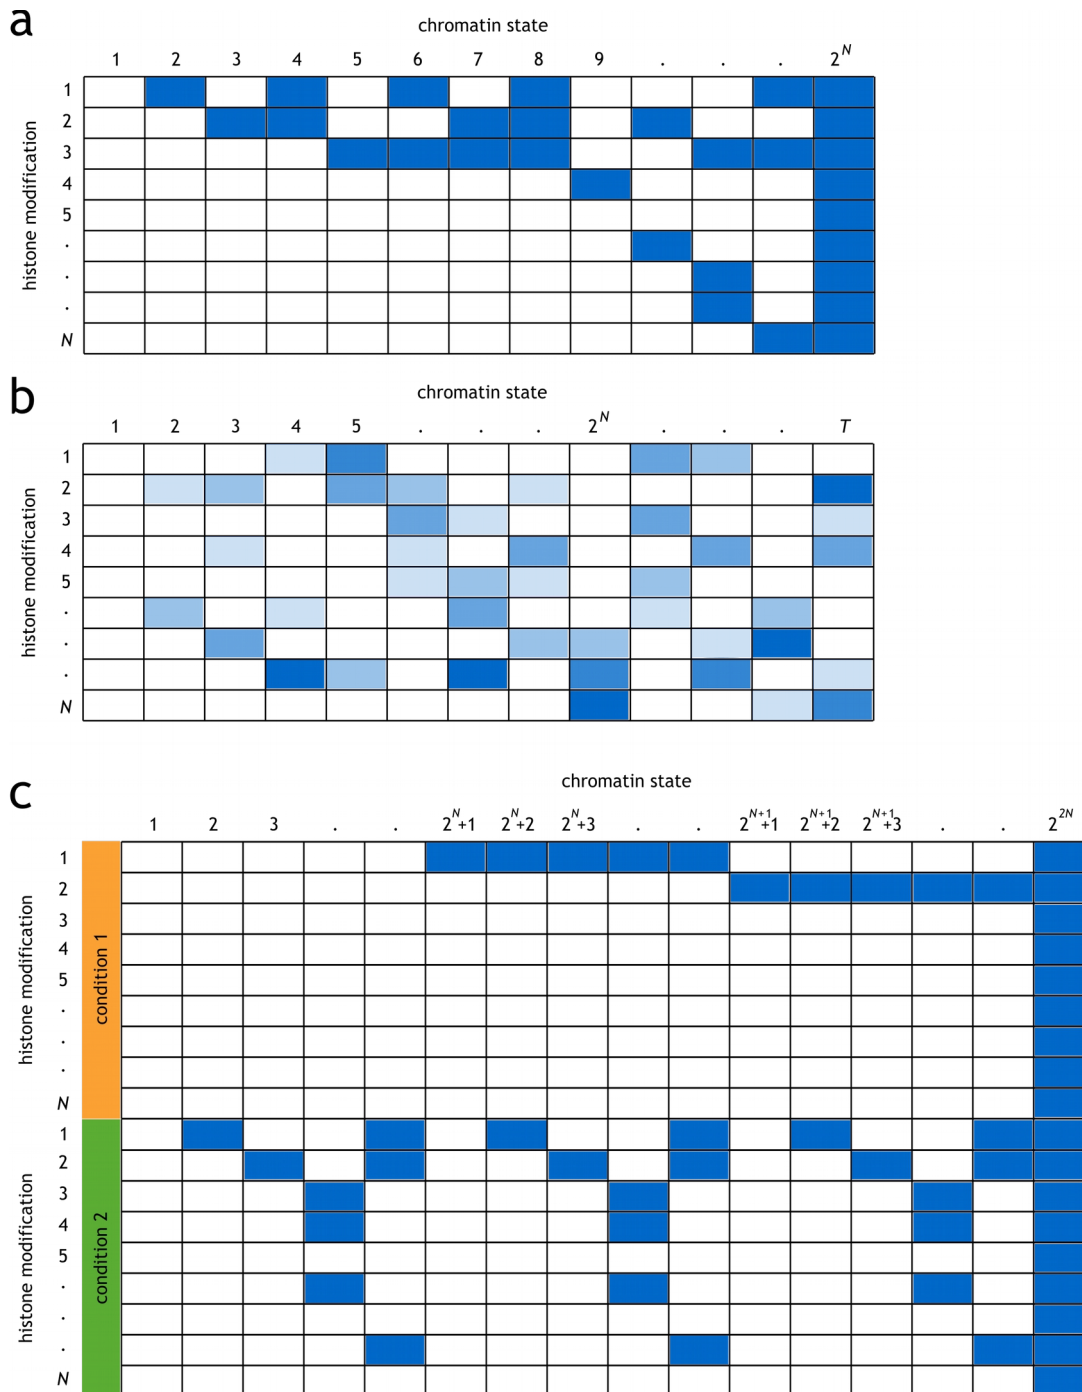 a
chromatin state
1 2 3 4 5 6 7 8 9 . . . 2^N
histone modification
1
2
3
4
5
.
.
.
N
b
chromatin state
1 2 3 4 5 . . . 2^N . . . T
histone modification
1
2
3
4
5
.
.
.
N
c
chromatin state
1 2 3 . . 2^N+1 2^N+2 2^N+3 . . 2^N+1+1 2^N+1+2 2^N+1+3 . . 2^2N
histone modification
condition 1
1
2
3
4
5
.
.
.
N
histone modification
condition 2
1
2
3
4
5
.
.
.
N